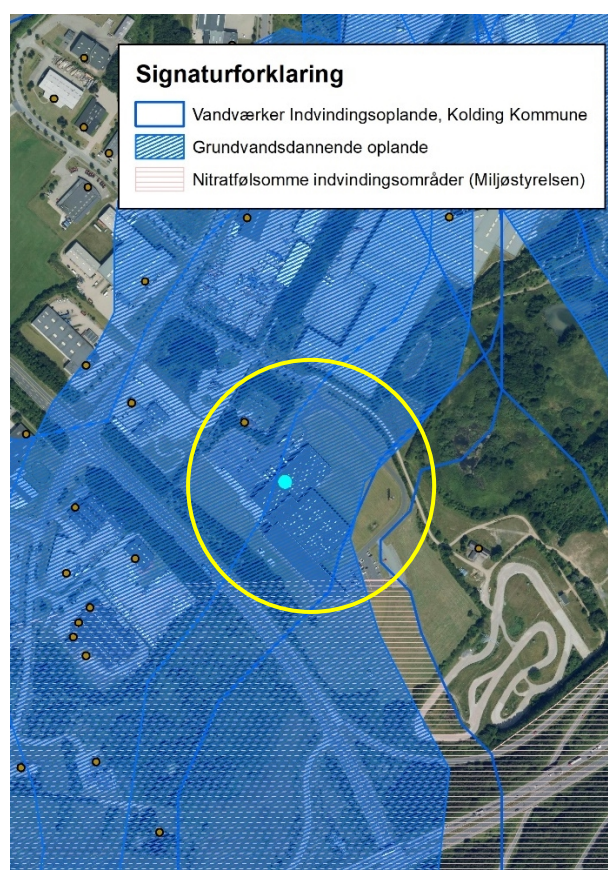 Signaturforklaring
Vandværker Indvindingsoplande, Kolding Kommune
Grundvandsdannende oplande
Nitratfølsomme indvindingsområder (Miljøstyrelsen)